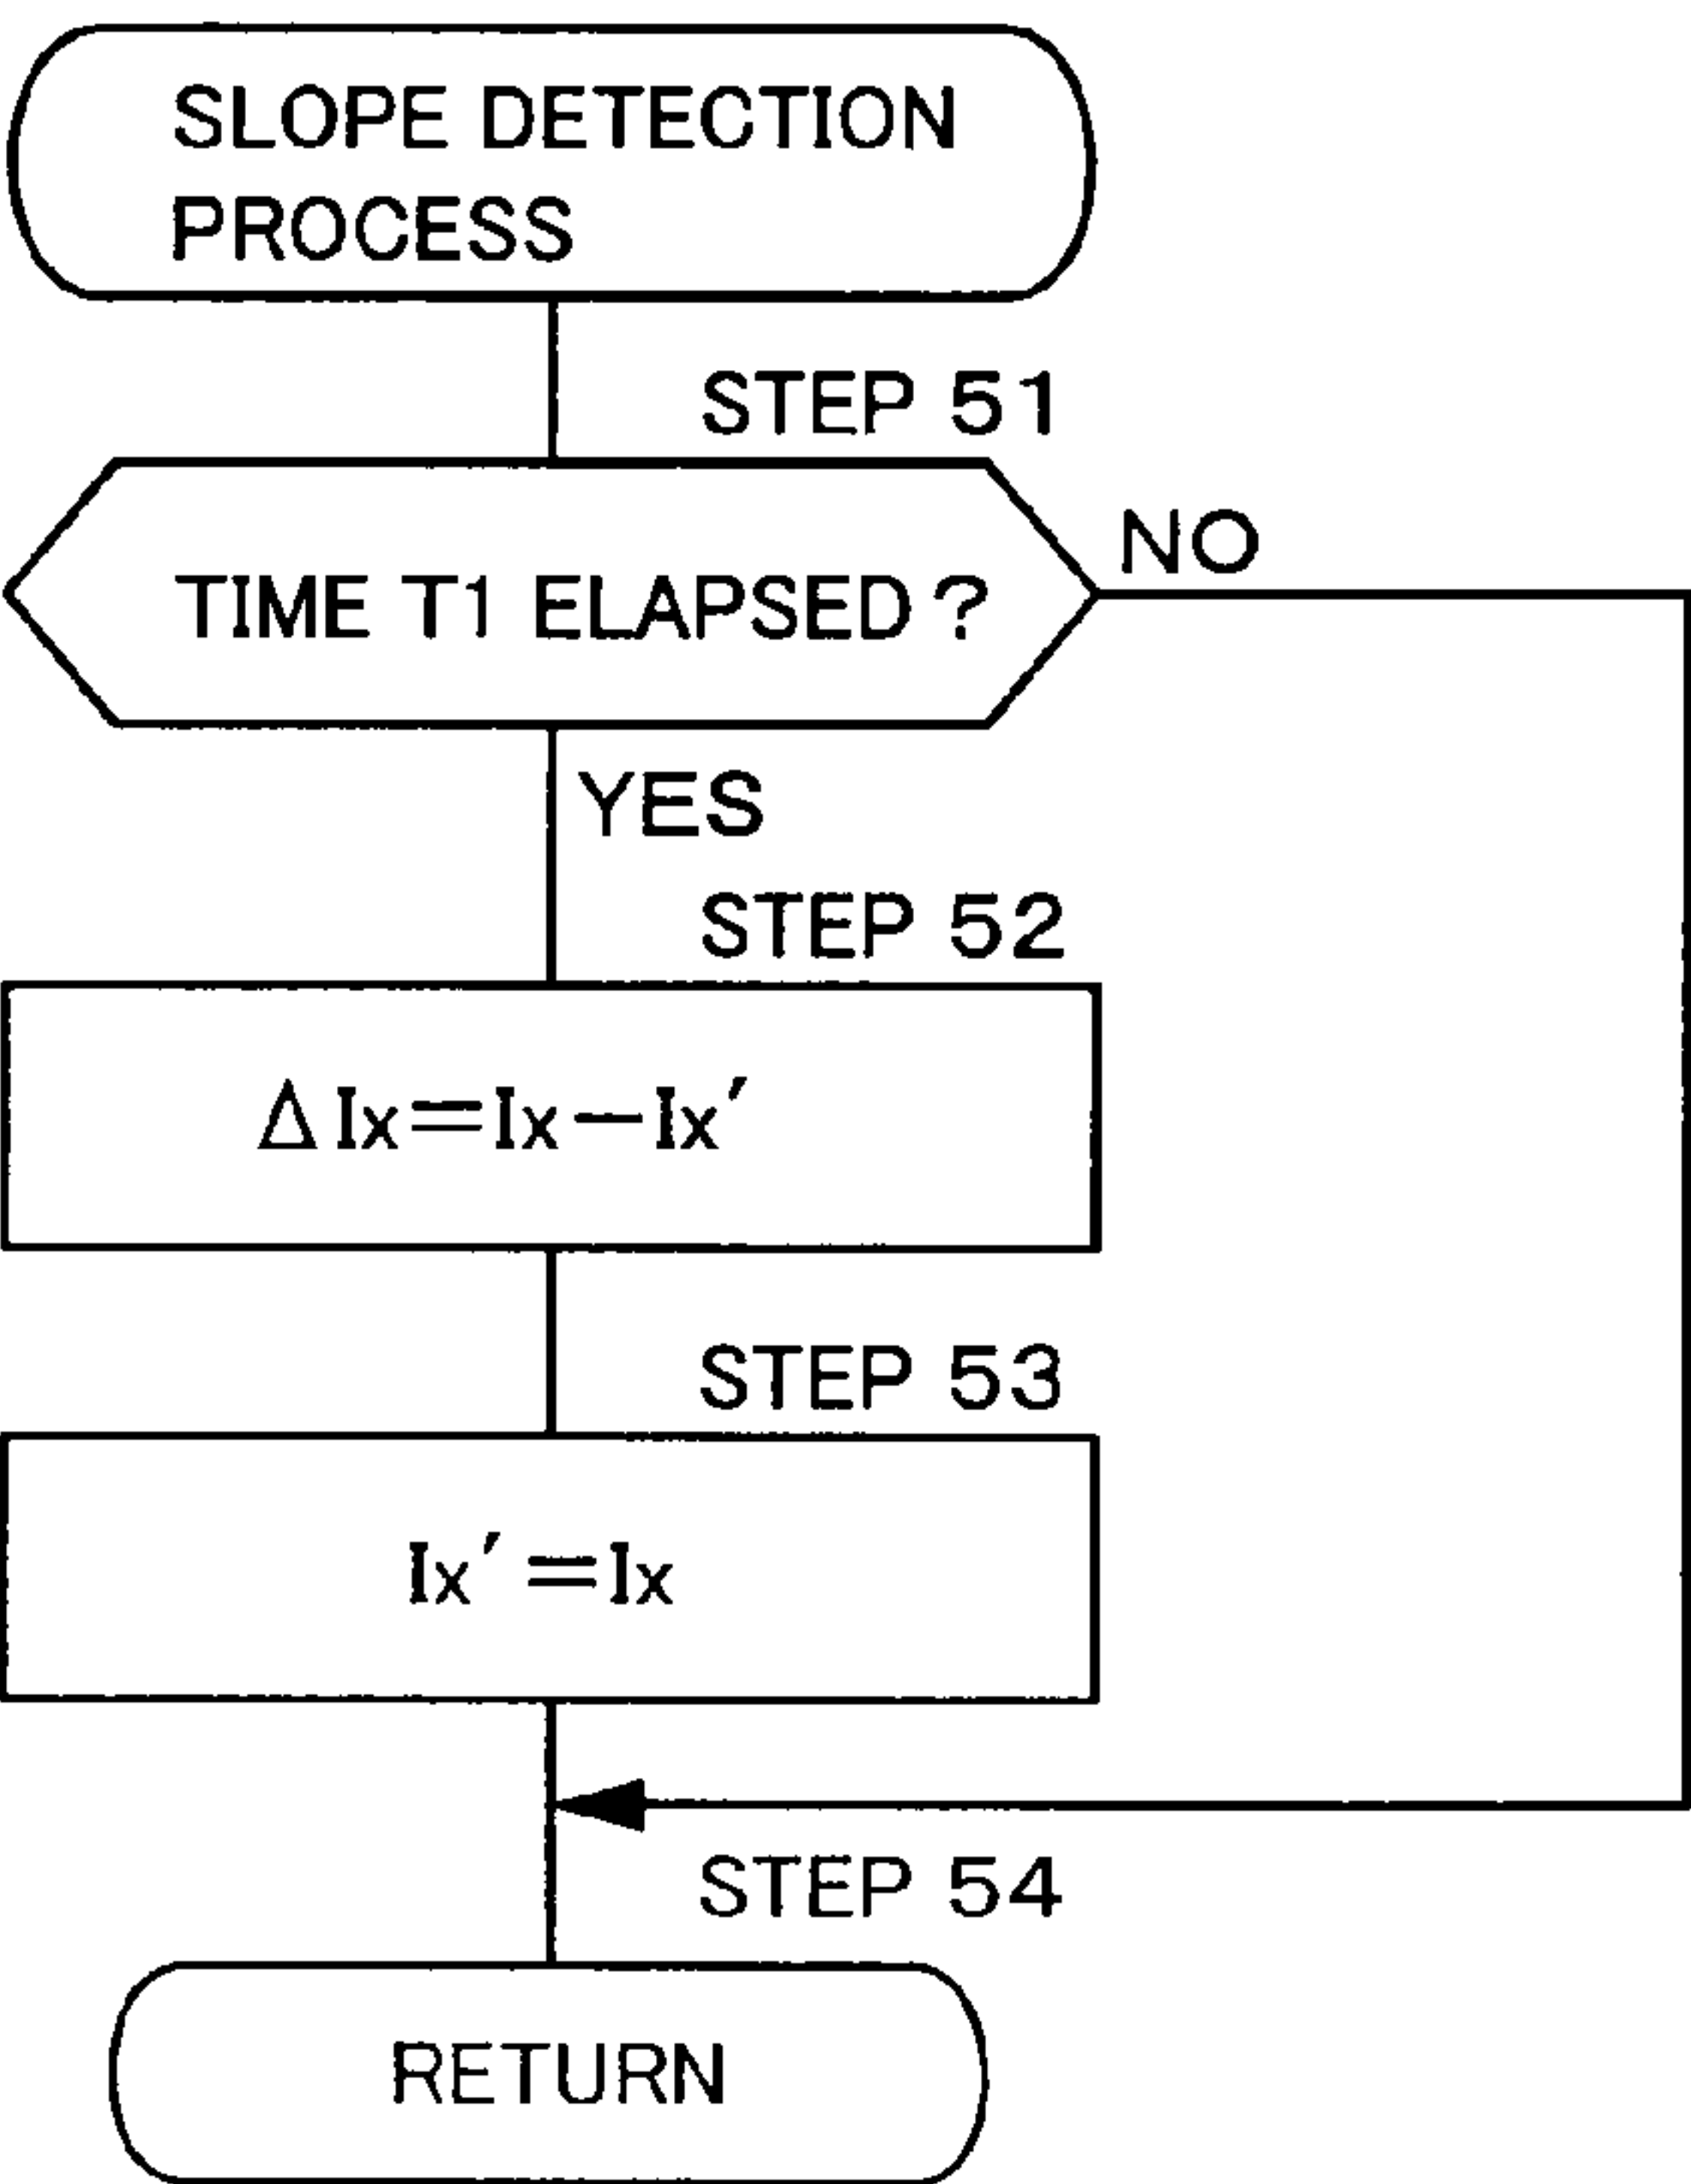 SLOPE DETECTION
PROCESS
STEP 51
TIME T1 ELAPSED ?
NO
YES
STEP 52
ΔIx=Ix−Ix′
STEP 53
Ix′=Ix
STEP 54
RETURN